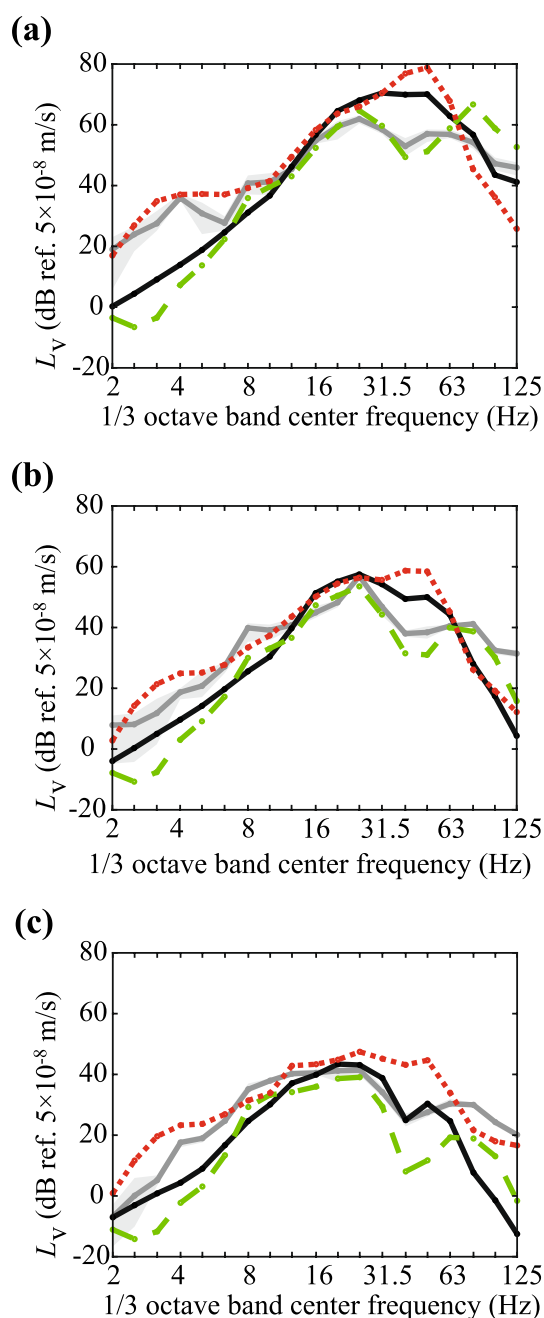 (a)
80
60
40
20
0
-20
L_v (dB ref. 5×10⁻⁸ m/s)
2 4 8 16 31.5 63 125
1/3 octave band center frequency (Hz)
(b)
80
60
40
20
0
-20
L_v (dB ref. 5×10⁻⁸ m/s)
2 4 8 16 31.5 63 125
1/3 octave band center frequency (Hz)
(c)
80
60
40
20
0
-20
L_v (dB ref. 5×10⁻⁸ m/s)
2 4 8 16 31.5 63 125
1/3 octave band center frequency (Hz)